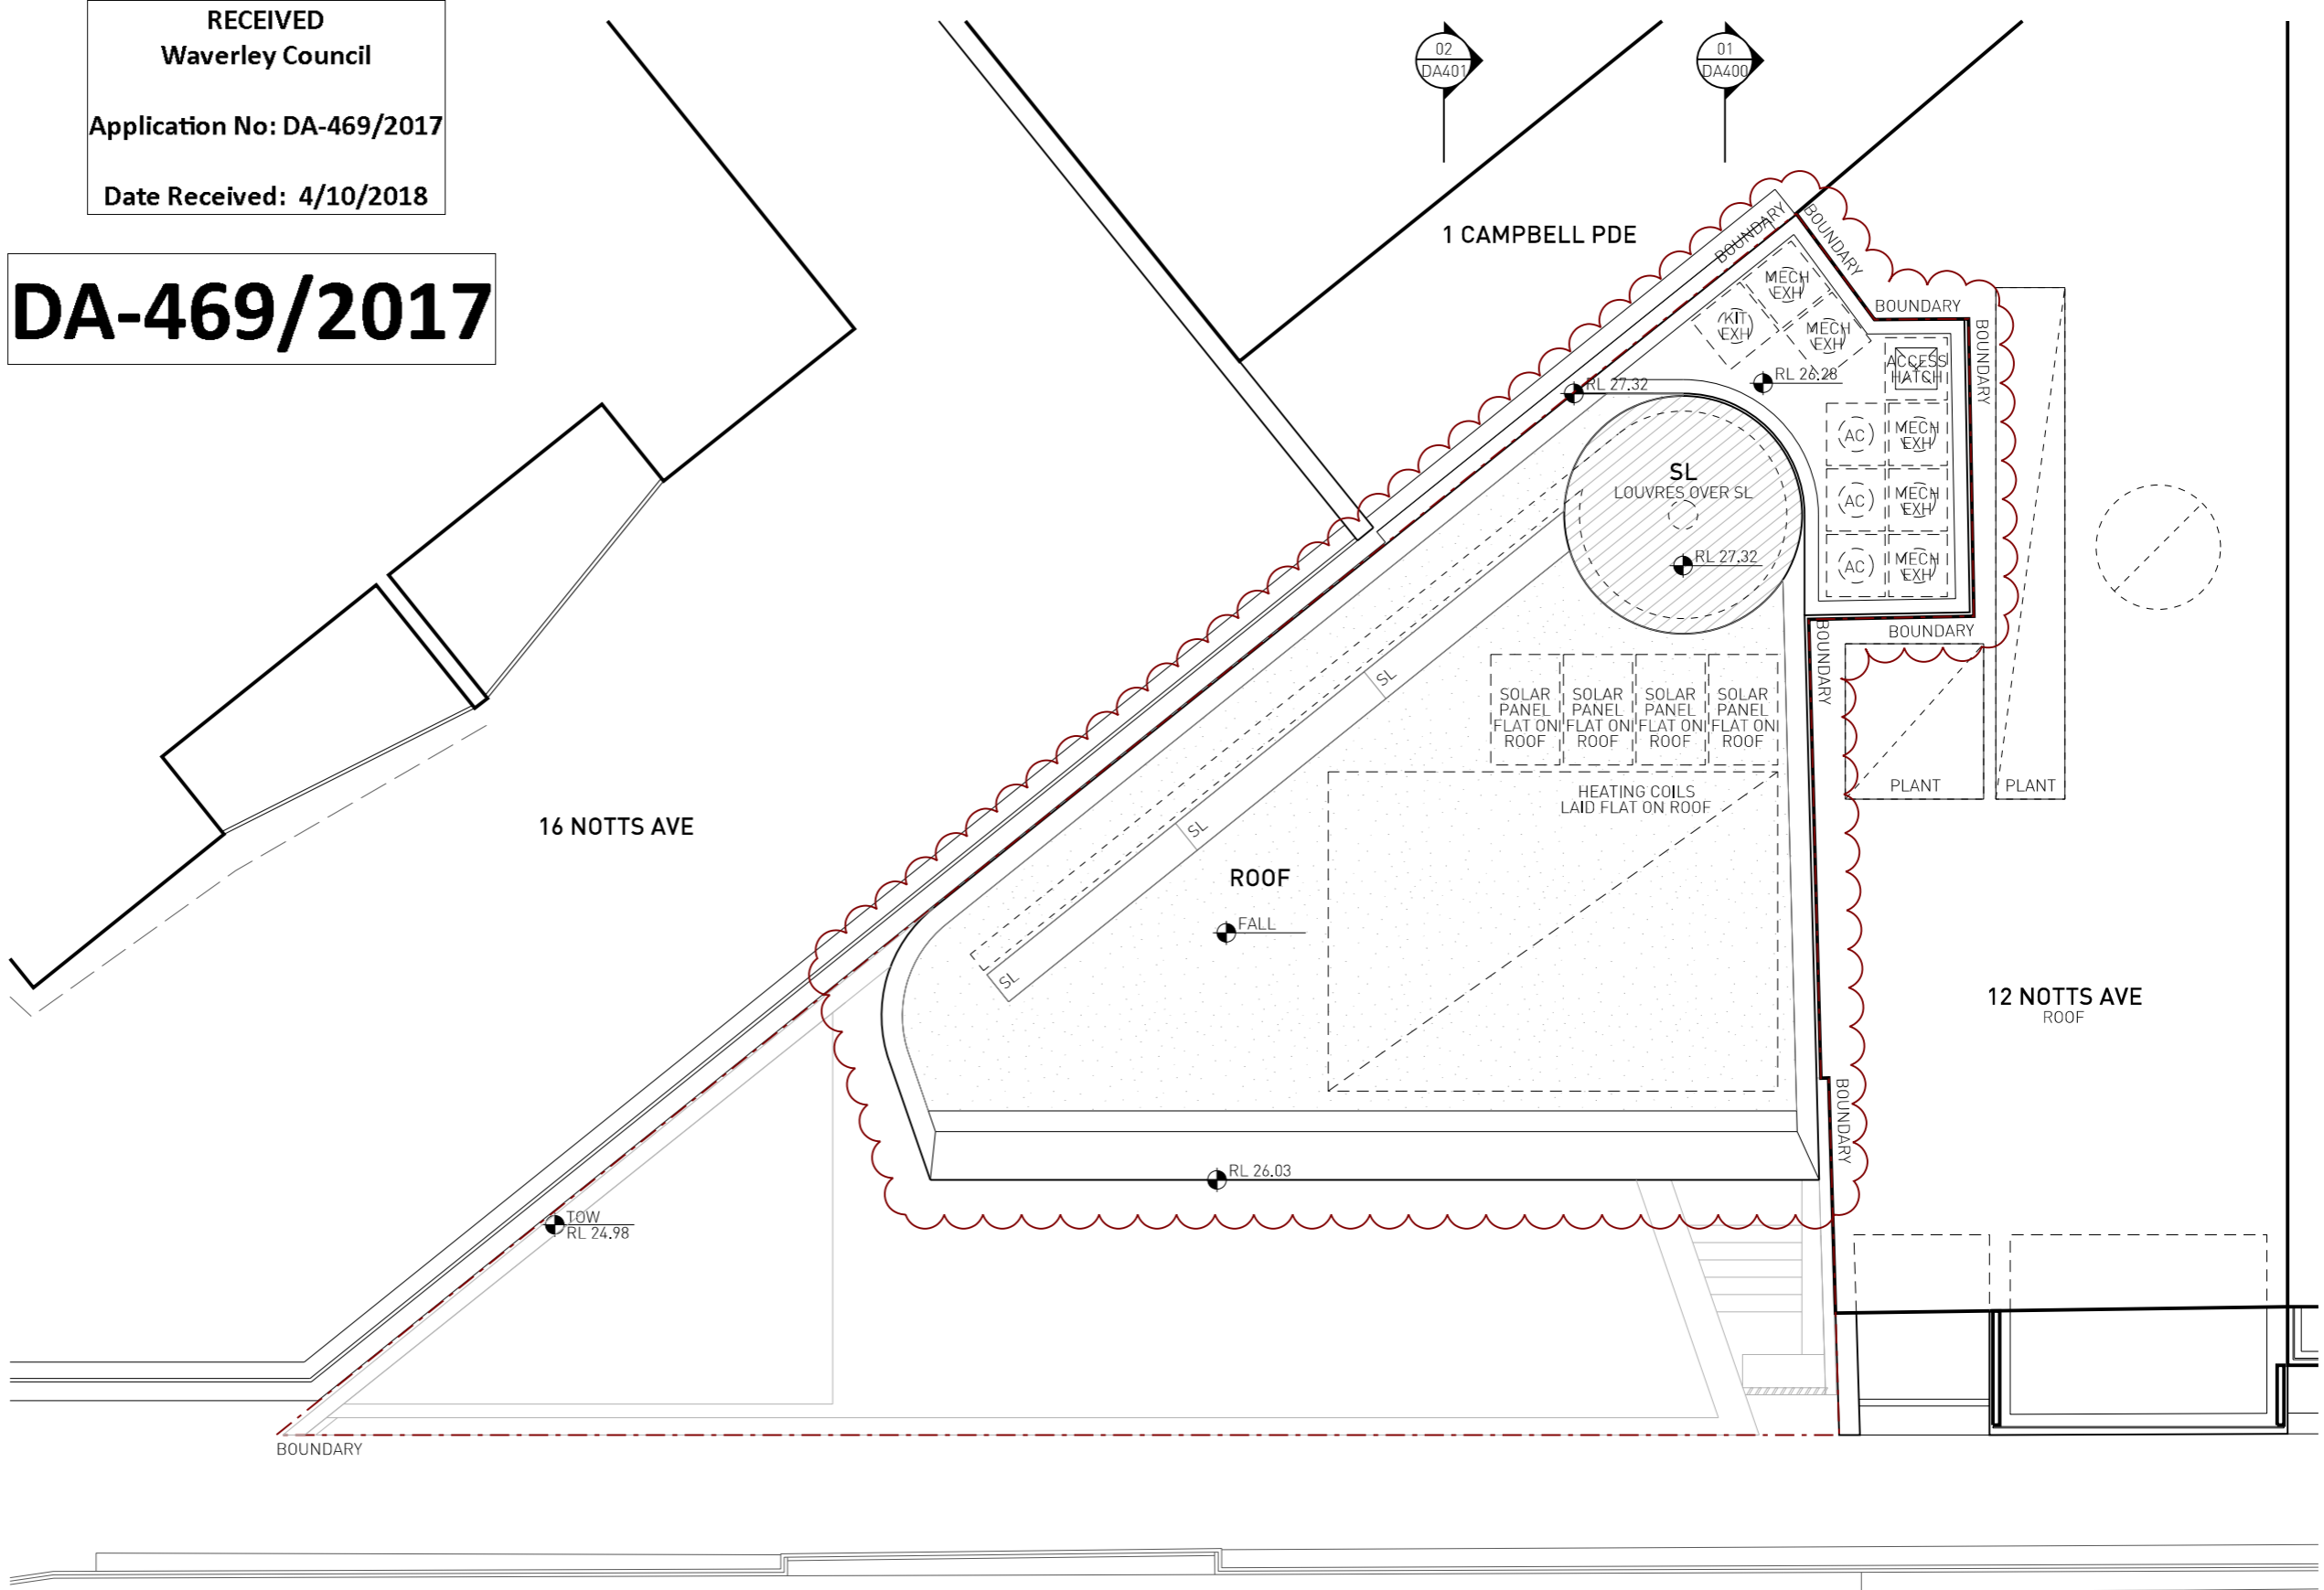 RECEIVED
Waverley Council
Application No: DA-469/2017
Date Received: 4/10/2018
DA-469/2017
02
DA401
01
DA400
1 CAMPBELL PDE
BOUNDARY
BOUNDARY
BOUNDARY
BOUNDARY
MECH
EXH
KIT
EXH
MECH
EXH
ACCESS
HATCH
RL 27.32
RL 26.28
AC
MECH
EXH
AC
MECH
EXH
AC
MECH
EXH
SL
LOUVRES OVER SL
RL 27.32
BOUNDARY
BOUNDARY
SL
SL
SL
SOLAR
PANEL
FLAT ON
ROOF
SOLAR
PANEL
FLAT ON
ROOF
SOLAR
PANEL
FLAT ON
ROOF
SOLAR
PANEL
FLAT ON
ROOF
HEATING COILS
LAID FLAT ON ROOF
PLANT
PLANT
16 NOTTS AVE
ROOF
FALL
12 NOTTS AVE
ROOF
BOUNDARY
RL 26.03
TOW
RL 24.98
BOUNDARY